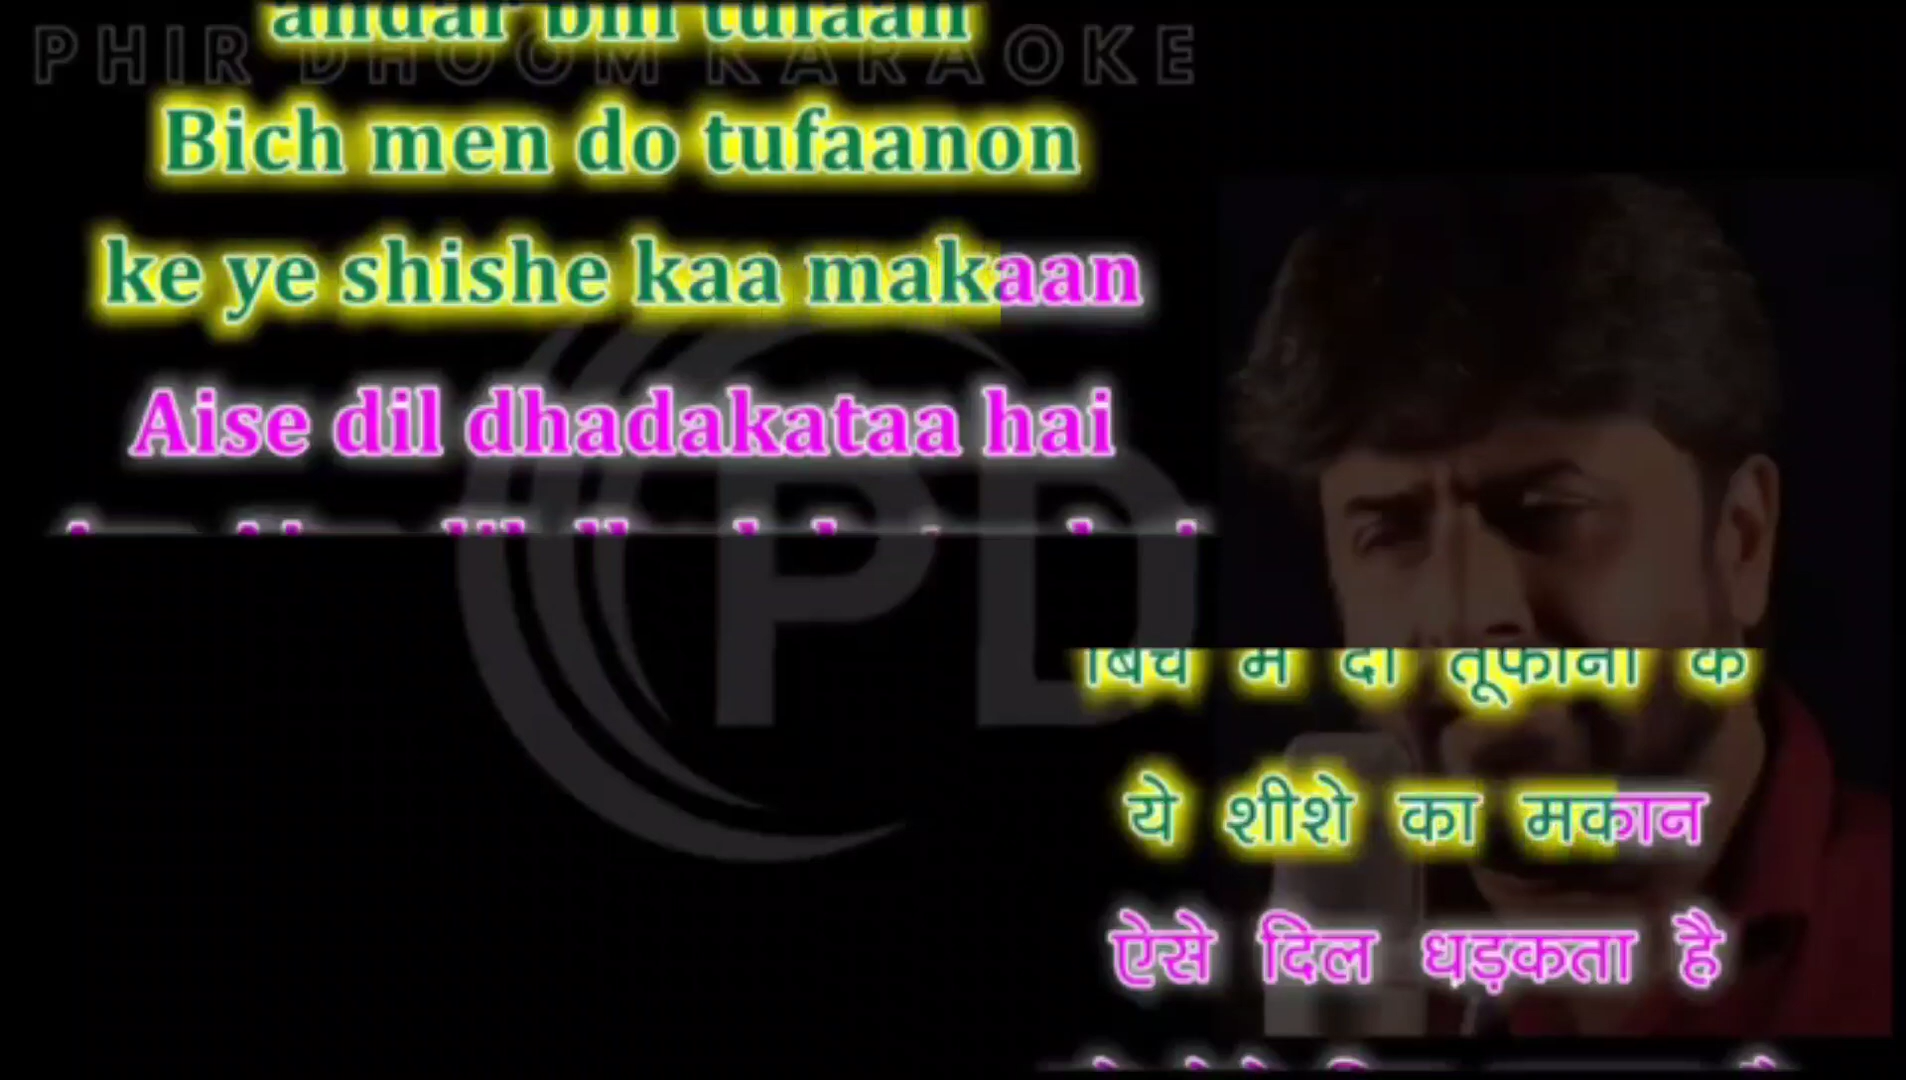 PHIR DHOOM KARAOKE
andar bhi tufaan
Bich men do tufaanon
ke ye shishe kaa makaan
Aise dil dhadakataa hai
PD
बिच में दो तूफानों के
ये शीशे का मकान
ऐसे दिल धड़कता है